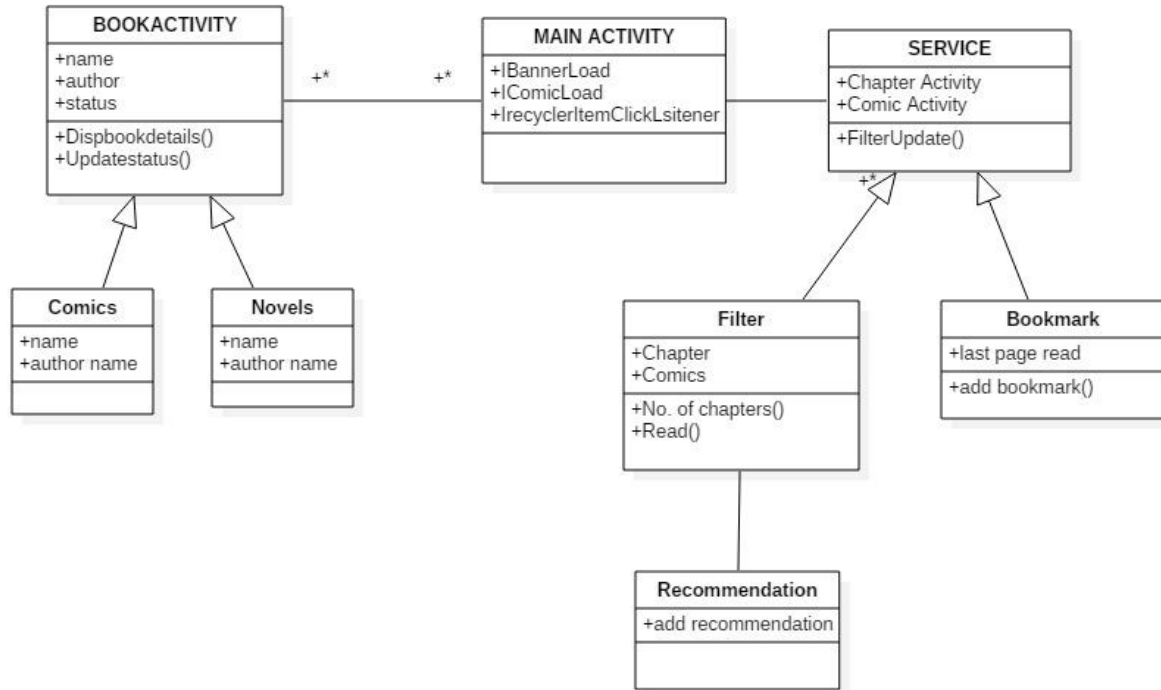 BOOKACTIVITY
+name
+author
+status
+Dispbookdetails()
+Updatestatus()
+*
+*
MAIN ACTIVITY
+IBannerLoad
+IComicLoad
+IrecyclerItemClickLsitener
SERVICE
+Chapter Activity
+Comic Activity
+FilterUpdate()
+*
Comics
+name
+author name
Novels
+name
+author name
Filter
+Chapter
+Comics
+No. of chapters()
+Read()
Bookmark
+last page read
+add bookmark()
Recommendation
+add recommendation